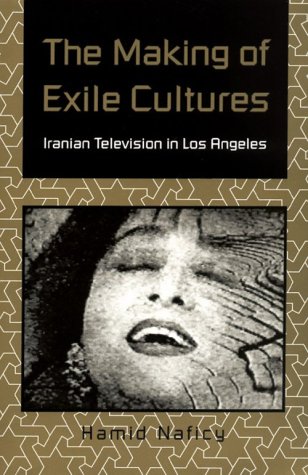 The Making of
Exile Cultures
Iranian Television in Los Angeles
Hamid Naficy